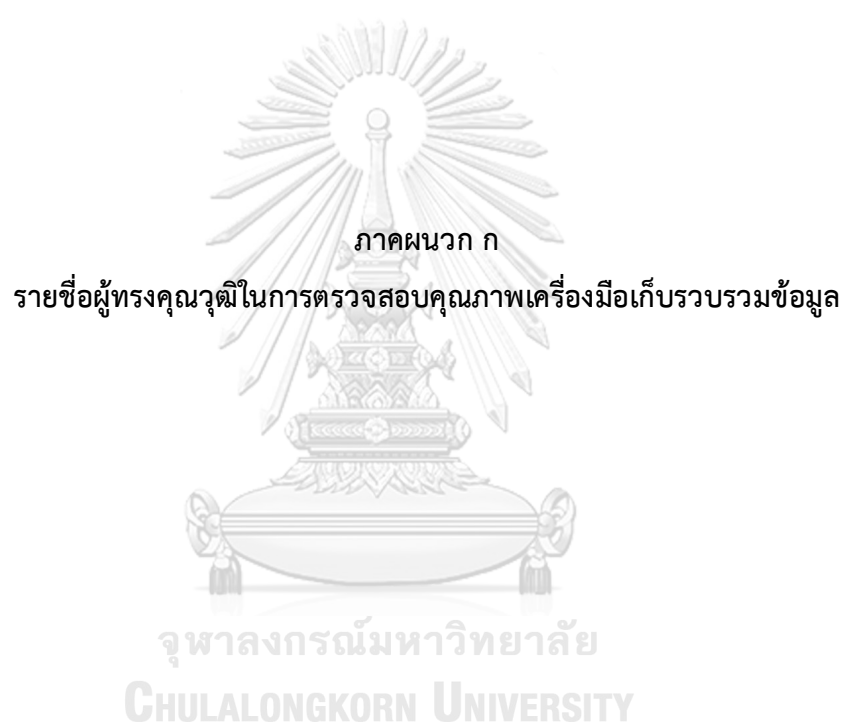 ภาคผนวก ก
รายชื่อผู้ทรงคุณวุฒิในการตรวจสอบคุณภาพเครื่องมือเก็บรวบรวมข้อมูล
จุฬาลงกรณ์มหาวิทยาลัย
CHULALONGKORN UNIVERSITY